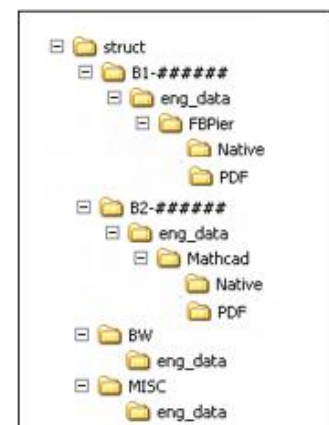 struct
B1-######
eng_data
FBPier
Native
PDF
B2-######
eng_data
Mathcad
Native
PDF
BW
eng_data
MISC
eng_data